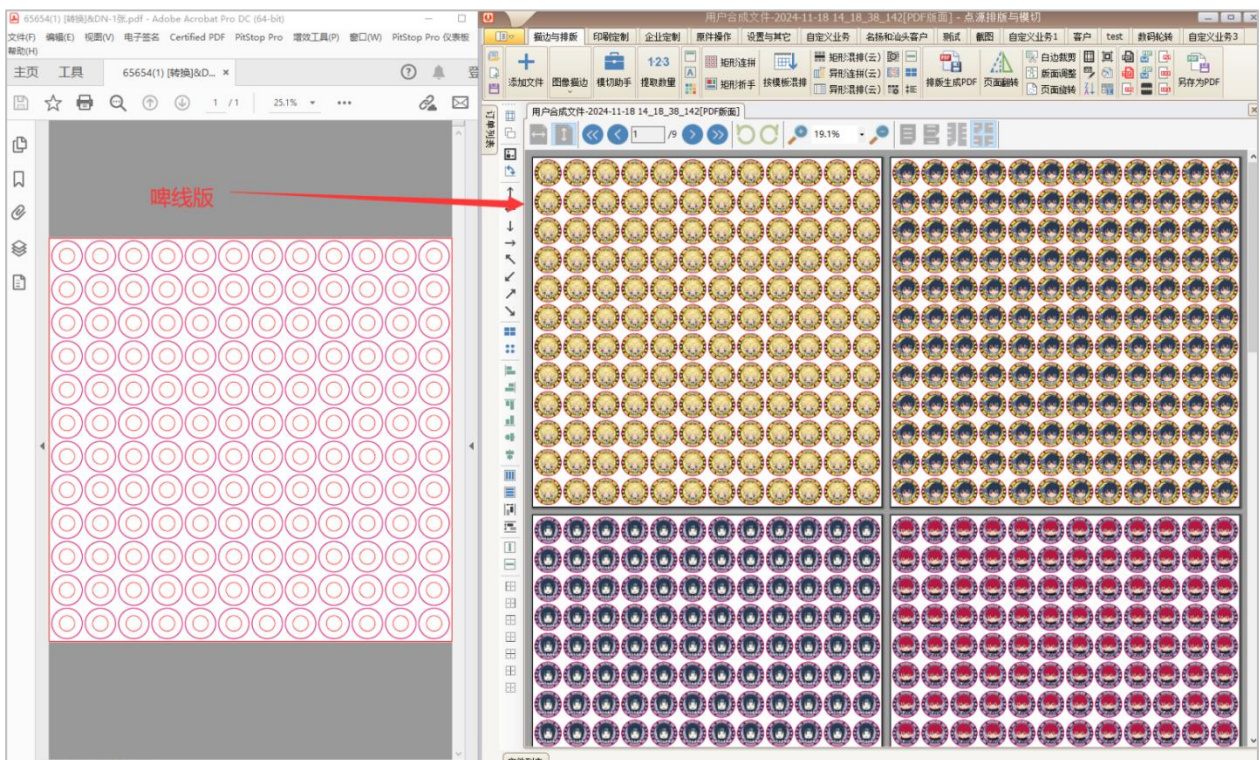 65654(1) [转换]&DN-1张.pdf - Adobe Acrobat Pro DC (64-bit)
文件(F) 编辑(E) 视图(V) 电子签名 Certified PDF PitStop Pro 增效工具(P) 窗口(W) PitStop Pro 仪表板
帮助(H)
主页 工具 65654(1) [转换]&D... ×
1 / 1 25.1%
啤线版
用户合成文件-2024-11-18 14_18_38_142[PDF版面] - 点源排版与模切
描边与排版 印刷定制 企业定制 原件操作 设置与其它 自定义业务 名扬和汕头客户 测试 截图 自定义业务1 客户 test 数码轮转 自定义业务3
矩形连拼 矩形混排(云) 自动裁剪
异形连拼(云) 版面调整
矩形折手 异形混排(云) 页面旋转
添加文件 图像描边 模切助手 提取数量 按模板混排 排版生成PDF 页面翻转 另存为PDF
订单列表
用户合成文件-2024-11-18 14_18_38_142[PDF版面]
1 /9 19.1%